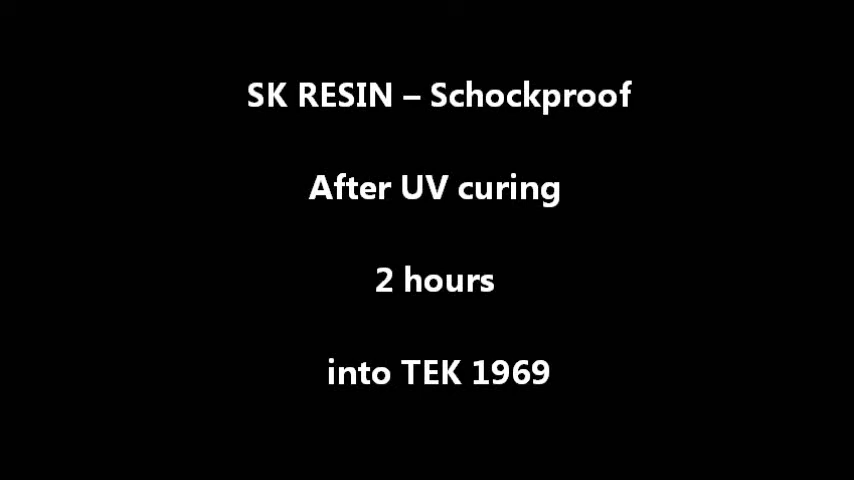 SK RESIN – Schockproof
After UV curing
2 hours
into TEK 1969